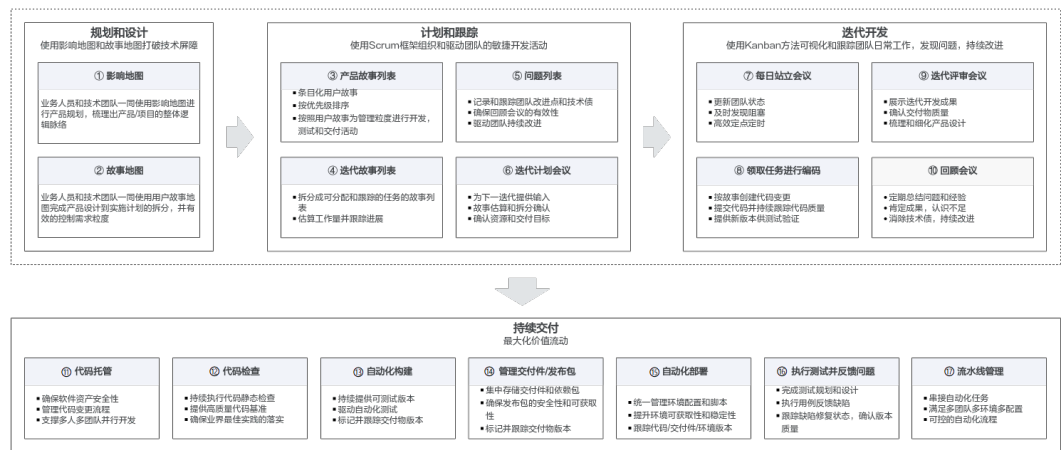 规划和设计
使用影响地图和故事地图打破技术屏障
① 影响地图
业务人员和技术团队一同使用影响地图进
行产品规划，梳理出产品/项目的整体逻
辑脉络
② 故事地图
业务人员和技术团队一同使用用户故事地
图完成产品设计到实施计划的拆分，并有
效的控制需求粒度
计划和跟踪
使用Scrum框架组织和驱动团队的敏捷开发活动
③ 产品故事列表
▪ 条目化用户故事
▪ 按优先级排序
▪ 按照用户故事为管理粒度进行开发，
测试和交付活动
⑤ 问题列表
▪ 记录和跟踪团队改进点和技术债
▪ 确保回顾会议的有效性
▪ 驱动团队持续改进
④ 迭代故事列表
▪ 拆分成可分配和跟踪的任务的故事列
表
▪ 估算工作量并跟踪进展
⑥ 迭代计划会议
▪ 为下一迭代提供输入
▪ 故事估算和拆分确认
▪ 确认资源和交付目标
迭代开发
使用Kanban方法可视化和跟踪团队日常工作，发现问题，持续改进
⑦ 每日站立会议
▪ 更新团队状态
▪ 及时发现阻塞
▪ 高效定点定时
⑨ 迭代评审会议
▪ 展示迭代开发成果
▪ 确认交付物质量
▪ 梳理和细化产品设计
⑧ 领取任务进行编码
▪ 按故事创建代码变更
▪ 提交代码并持续跟踪代码质量
▪ 提供新版本供测试验证
⑩ 回顾会议
▪ 定期总结问题和经验
▪ 肯定成果，认识不足
▪ 消除技术债，持续改进
持续交付
最大化价值流动
⑪ 代码托管
▪ 确保软件资产安全性
▪ 管理代码变更流程
▪ 支撑多人多团队并行开发
⑫ 代码检查
▪ 持续执行代码静态检查
▪ 提供高质量代码基准
▪ 确保业界最佳实践的落实
⑬ 自动化构建
▪ 持续提供可测试版本
▪ 驱动自动化测试
▪ 标记并跟踪交付物版本
⑭ 管理交付件/发布包
▪ 集中存储交付件和依赖包
▪ 确保发布包的安全性和可获取
性
▪ 标记并跟踪交付物版本
⑮ 自动化部署
▪ 统一管理环境配置和脚本
▪ 提升环境可获取性和稳定性
▪ 跟踪代码/交付件/环境版本
⑯ 执行测试并反馈问题
▪ 完成测试规划和设计
▪ 执行用例反馈缺陷
▪ 跟踪缺陷修复状态，确认版本
质量
⑰ 流水线管理
▪ 串接自动化任务
▪ 满足多团队多环境多配置
▪ 可控的自动化流程